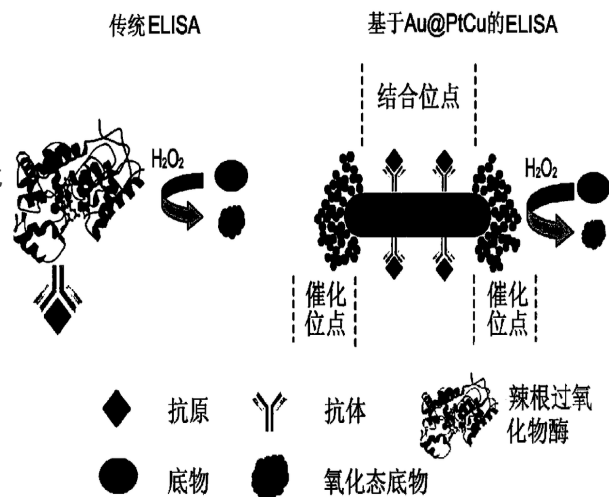 传统ELISA
基于Au@PtCu的ELISA
结合位点
H₂O₂
H₂O₂
催化
位点
催化
位点
抗原
抗体
辣根过氧
化物酶
底物
氧化态底物